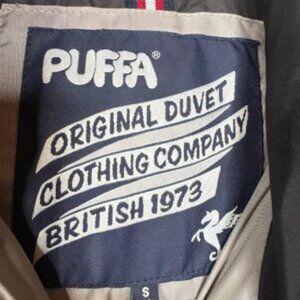 PUFFA®
ORIGINAL DUVET
CLOTHING COMPANY
BRITISH 1973
S